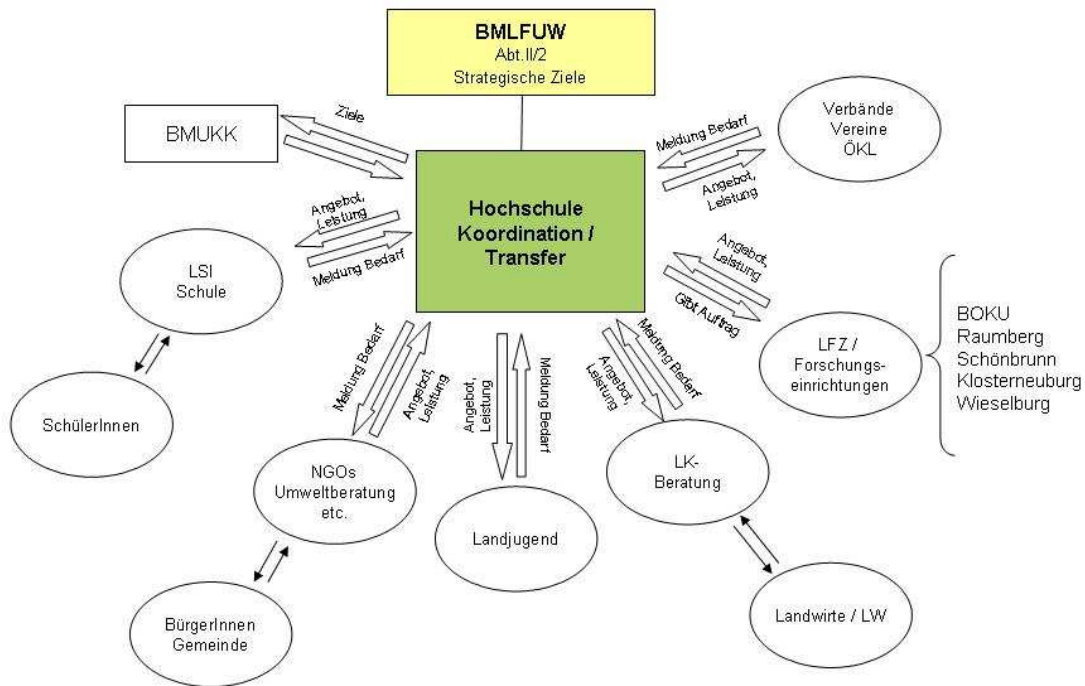 BMLFUW
Abt.II/2
Strategische Ziele
BMUKK
Ziele
Meldung Bedarf
Angebot,
Leistung
Verbände
Vereine
ÖKL
Hochschule
Koordination /
Transfer
Angebot,
Leistung
Meldung Bedarf
LSI
Schule
SchülerInnen
Angebot,
Leistung
Gibt Auftrag
LFZ /
Forschungs-
einrichtungen
BOKU
Raumberg
Schönbrunn
Klosterneuburg
Wieselburg
Meldung Bedarf
Angebot,
Leistung
NGOs
Umweltberatung
etc.
BürgerInnen
Gemeinde
Angebot,
Leistung
Meldung Bedarf
Landjugend
Angebot,
Leistung
Meldung Bedarf
LK-
Beratung
Landwirte / LW